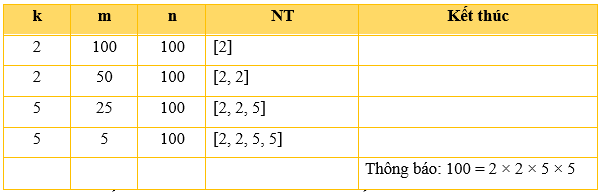 k m n NT Kết thúc
2 100 100 [2]
2 50 100 [2, 2]
5 25 100 [2, 2, 5]
5 5 100 [2, 2, 5, 5]
Thông báo: 100 = 2 × 2 × 5 × 5